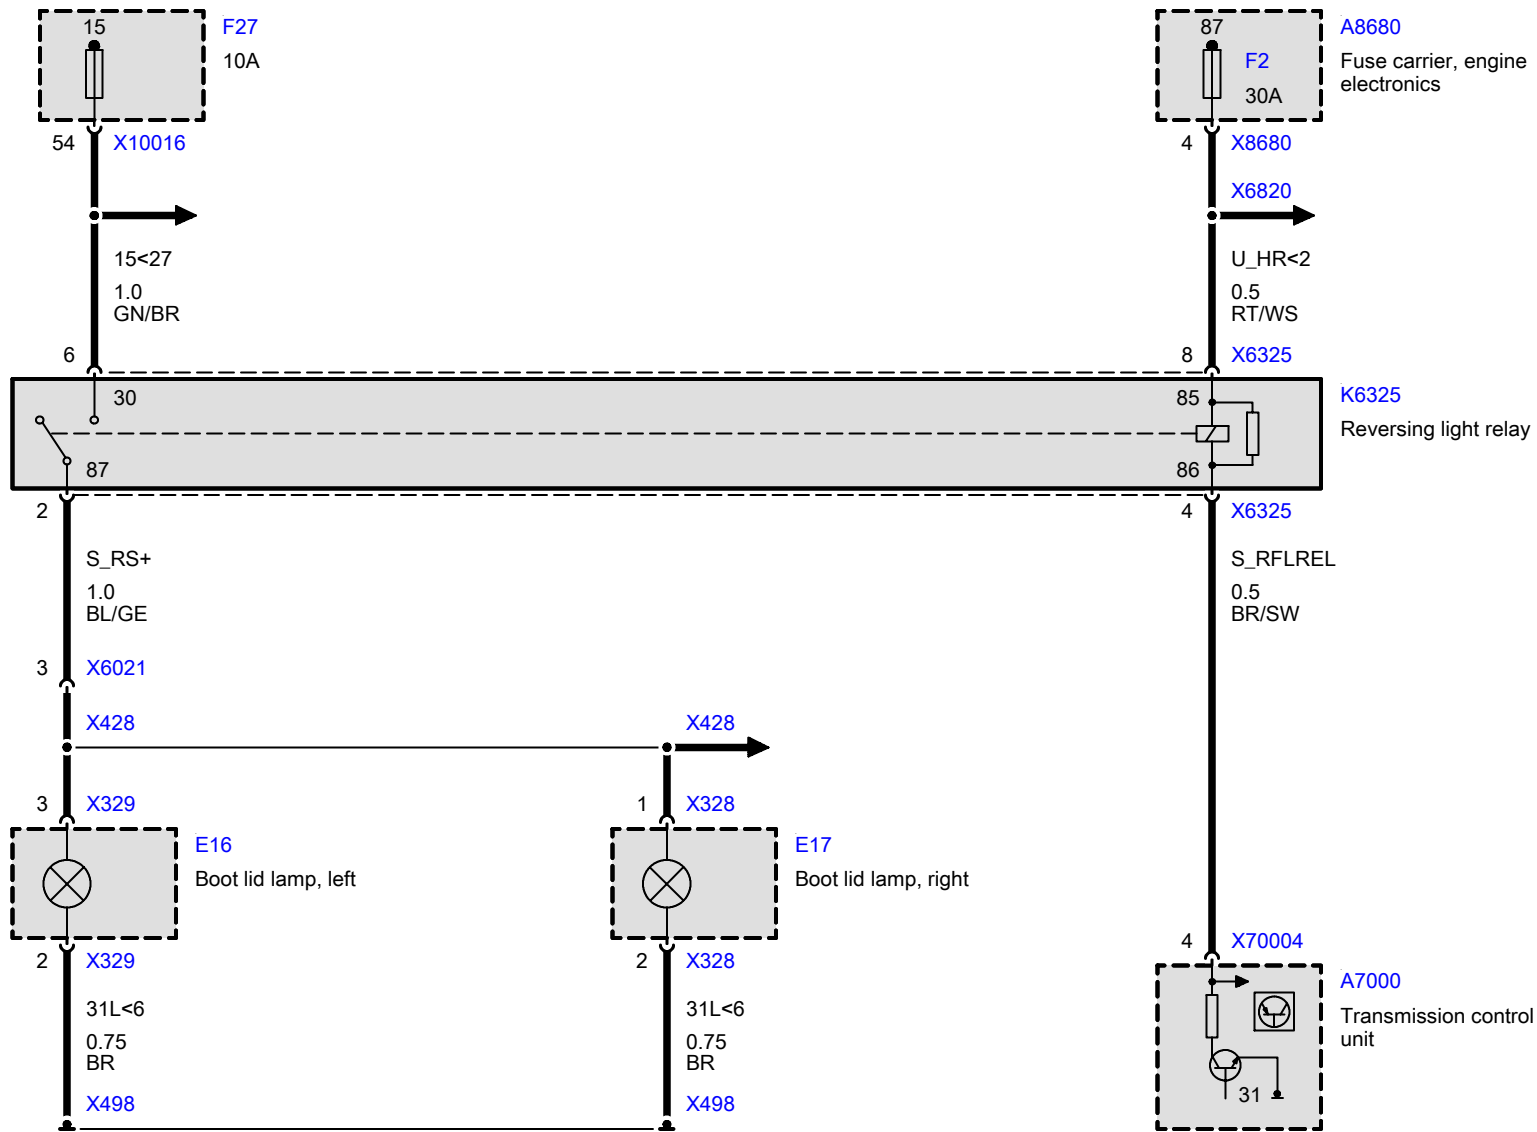 15
F27
10A
87
F2
30A
A8680
Fuse carrier, engine
electronics
54
X10016
4
X8680
X6820
15<27
1.0
GN/BR
U_HR<2
0.5
RT/WS
6
8
X6325
30
85
K6325
Reversing light relay
87
86
2
4
X6325
S_RS+
1.0
BL/GE
S_RFLREL
0.5
BR/SW
3
X6021
X428
X428
3
X329
1
X328
E16
Boot lid lamp, left
E17
Boot lid lamp, right
2
X329
2
X328
4
X70004
A7000
Transmission control
unit
31L<6
0.75
BR
31L<6
0.75
BR
31
X498
X498